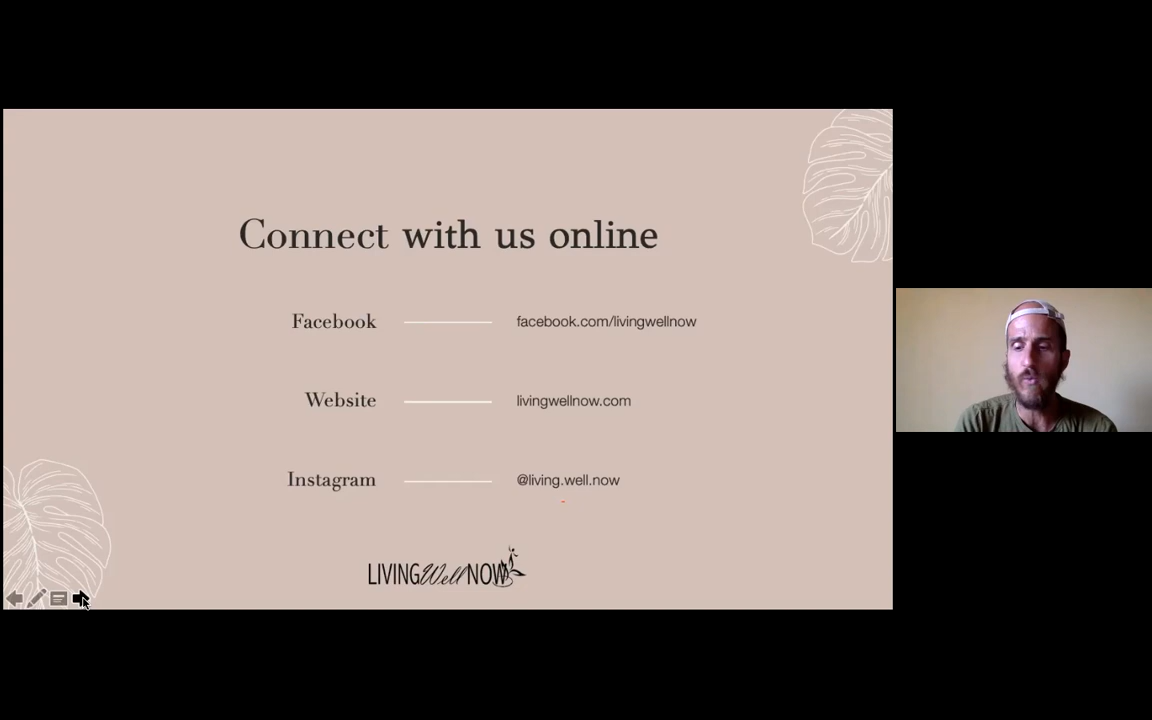 Connect with us online
Facebook facebook.com/livingwellnow
Website livingwellnow.com
Instagram @living.well.now
LIVING Well NOW